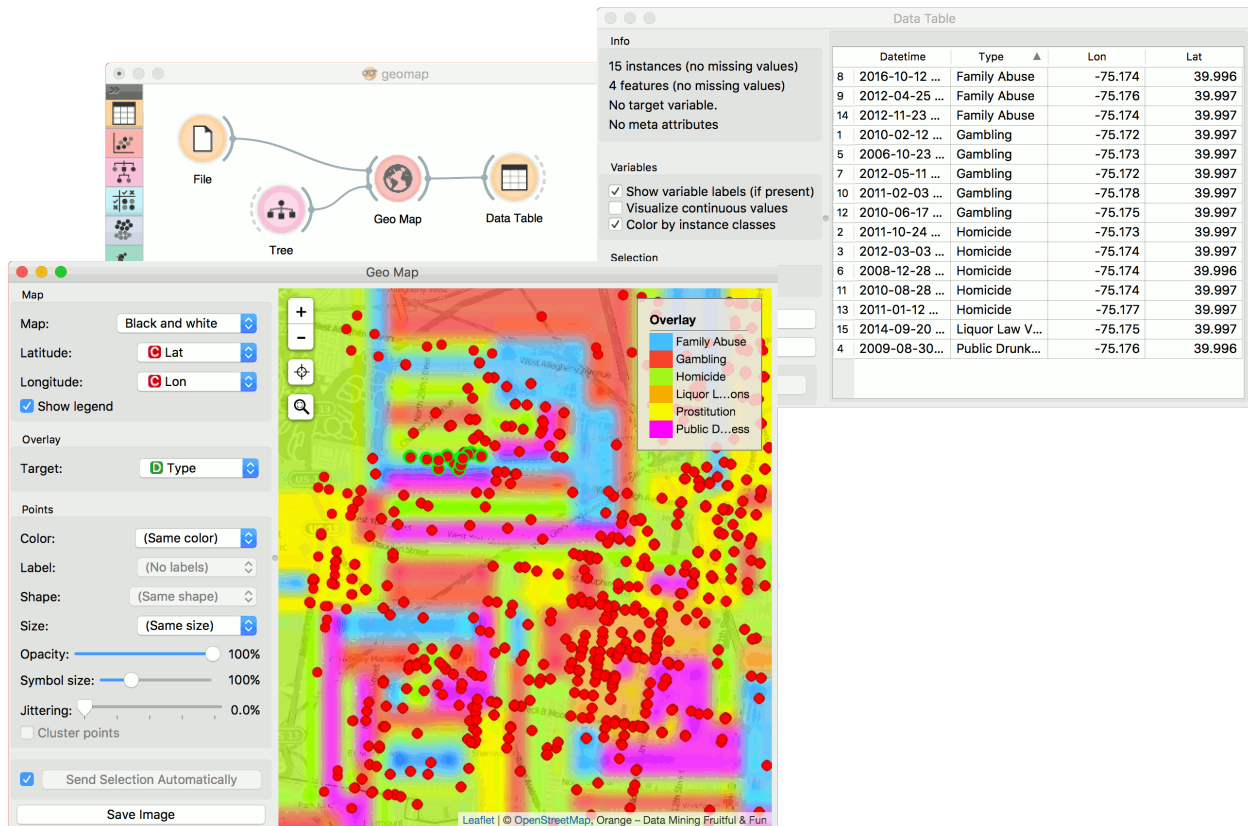 Data Table
Info
15 instances (no missing values)
4 features (no missing values)
No target variable.
No meta attributes
Variables
Show variable labels (if present)
Visualize continuous values
Color by instance classes
Selection
Datetime Type Lon Lat
8 2016-10-12 ... Family Abuse -75.174 39.996
9 2012-04-25 ... Family Abuse -75.176 39.997
14 2012-11-23 ... Family Abuse -75.174 39.997
1 2010-02-12 ... Gambling -75.172 39.997
5 2006-10-23 ... Gambling -75.173 39.997
7 2012-05-11 ... Gambling -75.172 39.997
10 2011-02-03 ... Gambling -75.178 39.997
12 2010-06-17 ... Gambling -75.175 39.997
2 2011-10-24 ... Homicide -75.173 39.997
3 2012-03-03 ... Homicide -75.174 39.997
6 2008-12-28 ... Homicide -75.174 39.996
11 2010-08-28 ... Homicide -75.174 39.997
13 2011-01-12 ... Homicide -75.177 39.997
15 2014-09-20 ... Liquor Law V... -75.175 39.997
4 2009-08-30... Public Drunk... -75.176 39.996
geomap
File
Tree
Geo Map
Data Table
Geo Map
Map
Map: Black and white
Latitude: C Lat
Longitude: C Lon
Show legend
Overlay
Target: D Type
Points
Color: (Same color)
Label: (No labels)
Shape: (Same shape)
Size: (Same size)
Opacity: 100%
Symbol size: 100%
Jittering: 0.0%
Cluster points
Send Selection Automatically
Save Image
+
−
Overlay
Family Abuse
Gambling
Homicide
Liquor L...ons
Prostitution
Public D...ess
Leaflet | © OpenStreetMap, Orange – Data Mining Fruitful & Fun